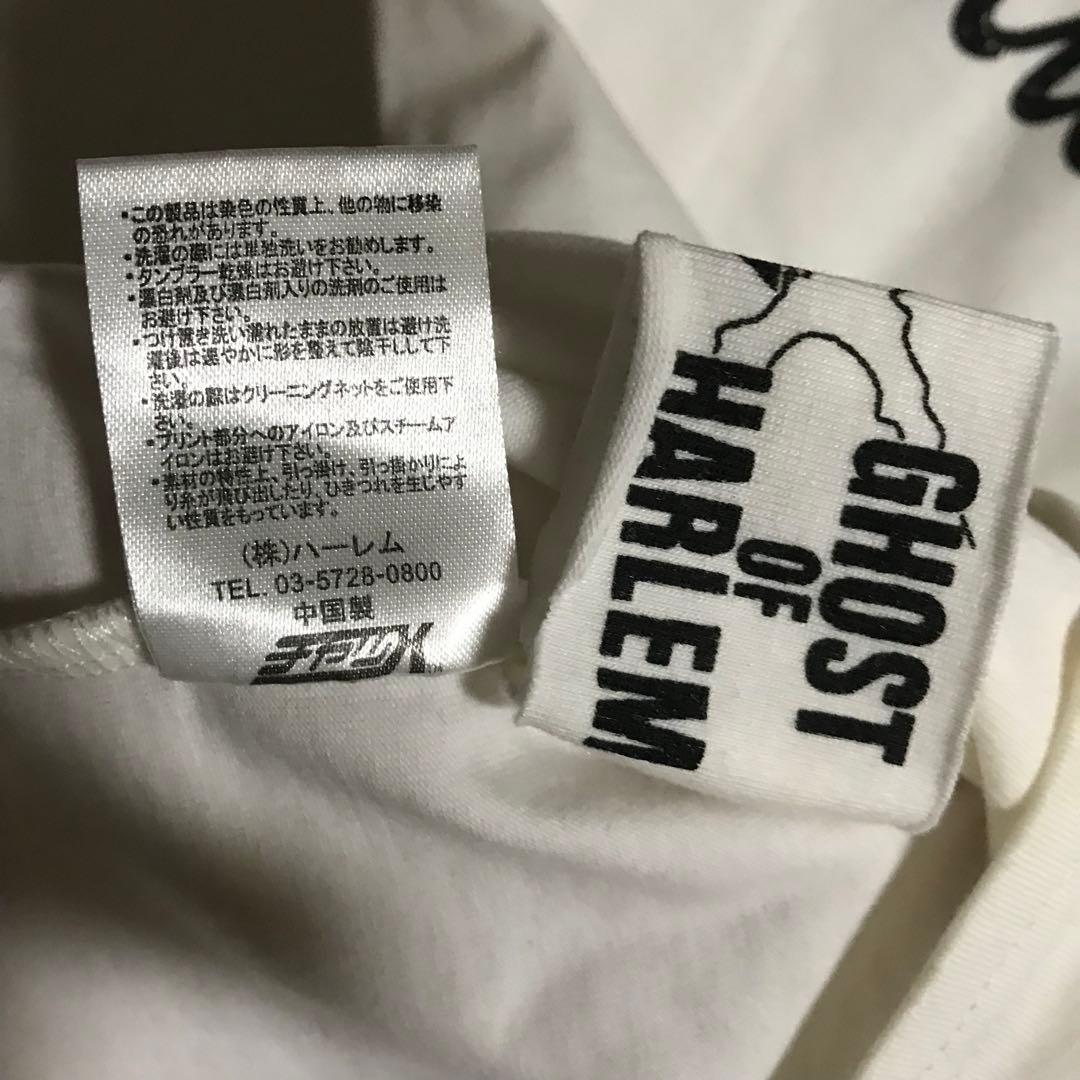 ・この製品は染色の性質上、他の物に移染
の恐れがあります。
・洗濯の際には単独洗いをお勧めします。
・タンブラー乾燥はお避け下さい。
・漂白剤及び漂白剤入りの洗剤のご使用は
お避け下さい。
・つけ置き洗い濡れたままの放置は避け洗
濯後は速やかに形を整えて陰干しして下
さい。
・洗濯の際はクリーニングネットをご使用下
さい。
・プリント部分へのアイロン及びスチームア
イロンはお避け下さい。
・素材の特性上、引っ掛け、引っ掛かりによ
り糸が飛び出したり、ひきつれを生じやす
い性質をもっています。
(株)ハーレム
TEL. 03-5728-0800
中国製
GHOST
OF
HARLEM